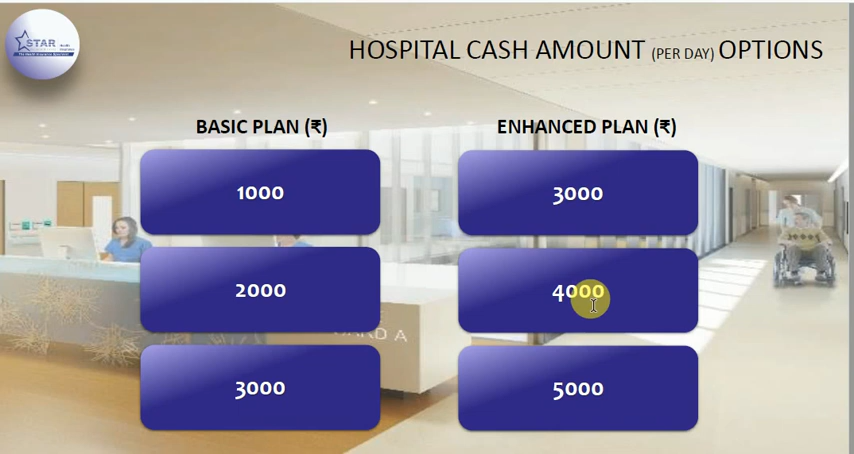 STAR
HOSPITAL CASH AMOUNT (PER DAY) OPTIONS
BASIC PLAN (₹)
ENHANCED PLAN (₹)
1000
3000
2000
4000
3000
5000